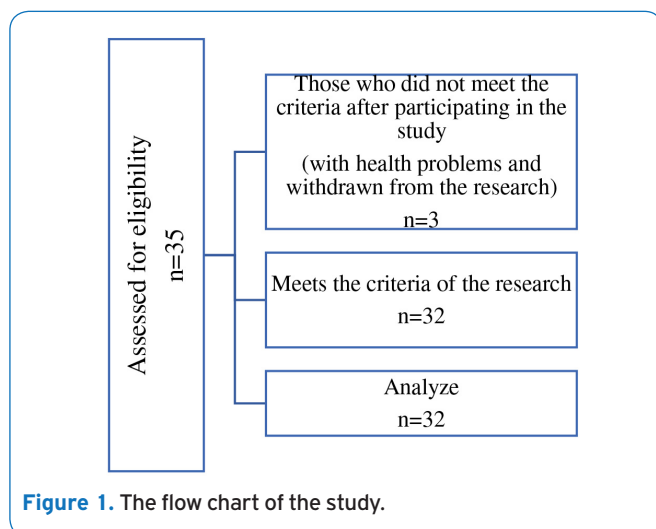 Assessed for eligibility
n=35
Those who did not meet the
criteria after participating in the
study
(with health problems and
withdrawn from the research)
n=3
Meets the criteria of the research
n=32
Analyze
n=32
Figure 1. The flow chart of the study.